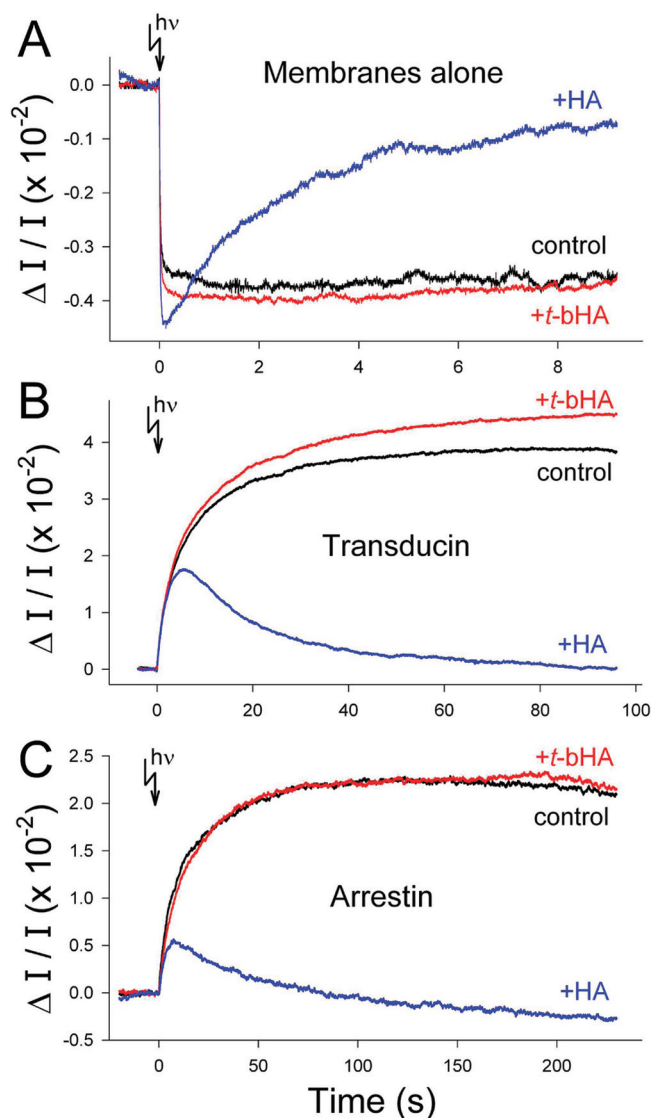 A
hν
Membranes alone
+HA
control
+t-bHA
Δ I / I (x 10⁻²)
0.0
-0.1
-0.2
-0.3
-0.4
0 2 4 6 8
B
hν
+t-bHA
control
Transducin
+HA
Δ I / I (x 10⁻²)
4
3
2
1
0
0 20 40 60 80 100
C
hν
+t-bHA
control
Arrestin
+HA
Δ I / I (x 10⁻²)
2.5
2.0
1.5
1.0
0.5
0.0
-0.5
0 50 100 150 200
Time (s)